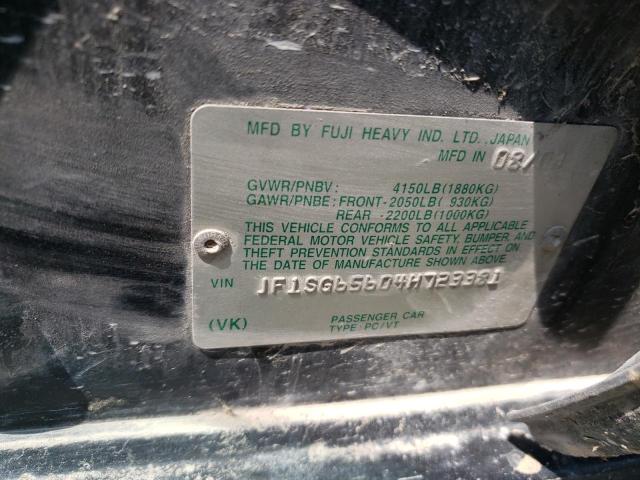 MFD BY FUJI HEAVY IND. LTD., JAPAN
MFD IN 08/
GVWR/PNBV: 4150LB(1880KG)
GAWR/PNBE: FRONT-2050LB( 930KG)
REAR -2200LB(1000KG)
THIS VEHICLE CONFORMS TO ALL APPLICABLE
FEDERAL MOTOR VEHICLE SAFETY, BUMPER, AND
THEFT PREVENTION STANDARDS IN EFFECT ON
THE DATE OF MANUFACTURE SHOWN ABOVE
VIN
(VK)
PASSENGER CAR
TYPE: PC/VT